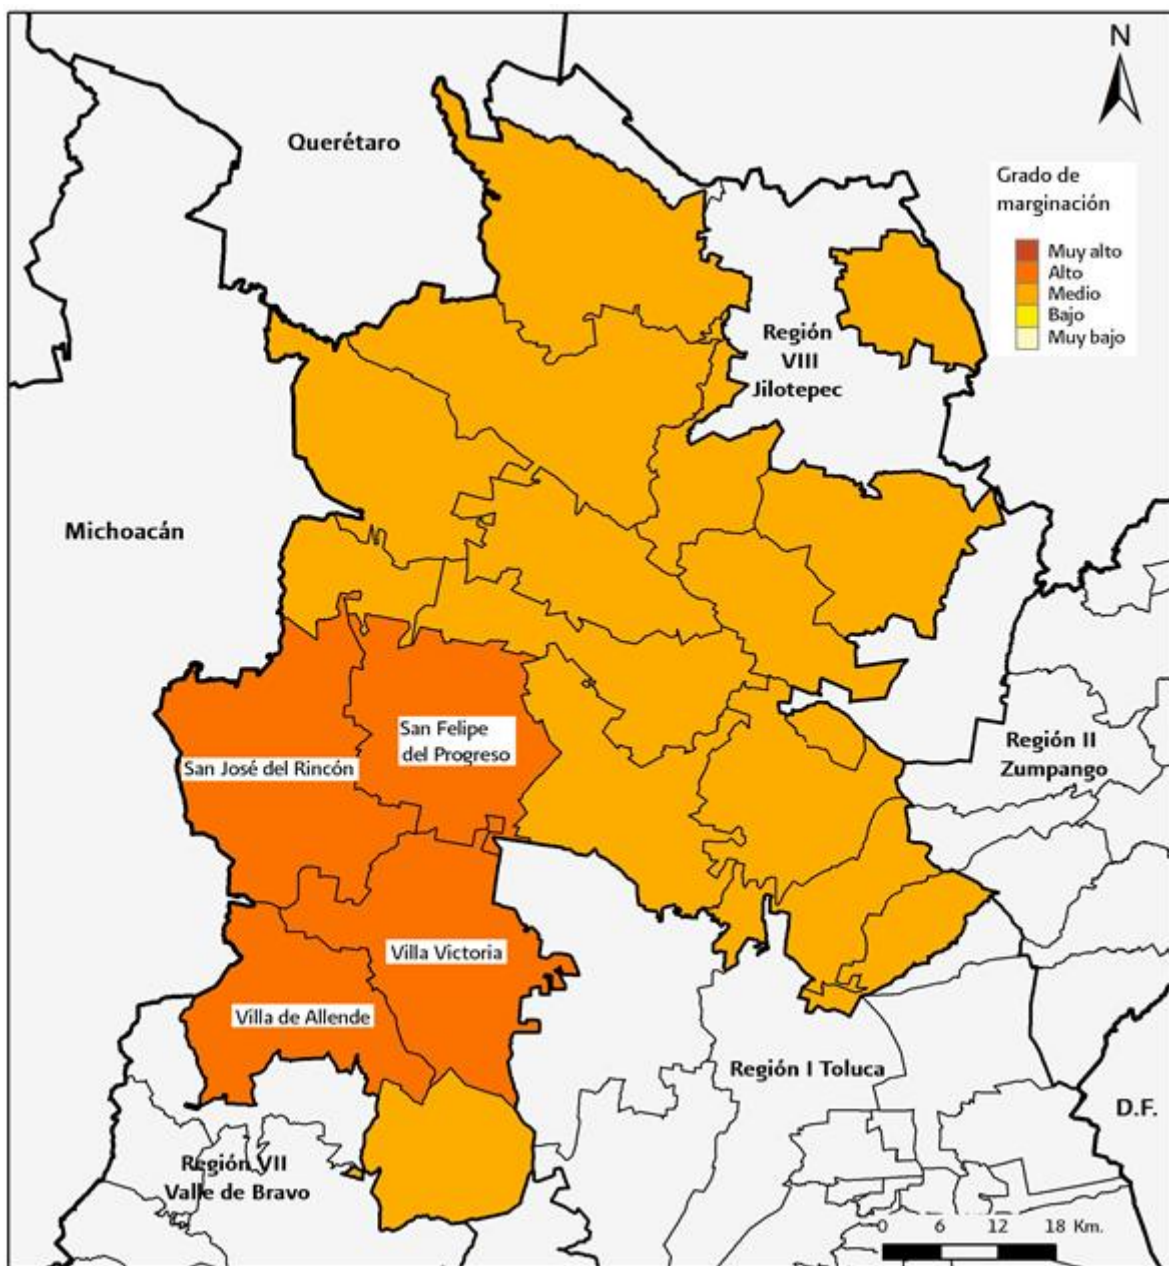 N
Querétaro
Grado de
marginación
Muy alto
Alto
Medio
Bajo
Muy bajo
Región
VIII
Jilotepec
Michoacán
San Felipe
del Progreso
San José del Rincón
Región II
Zumpango
Villa Victoria
Villa de Allende
Región I Toluca
D.F.
Región VII
Valle de Bravo
0 6 12 18 Km.